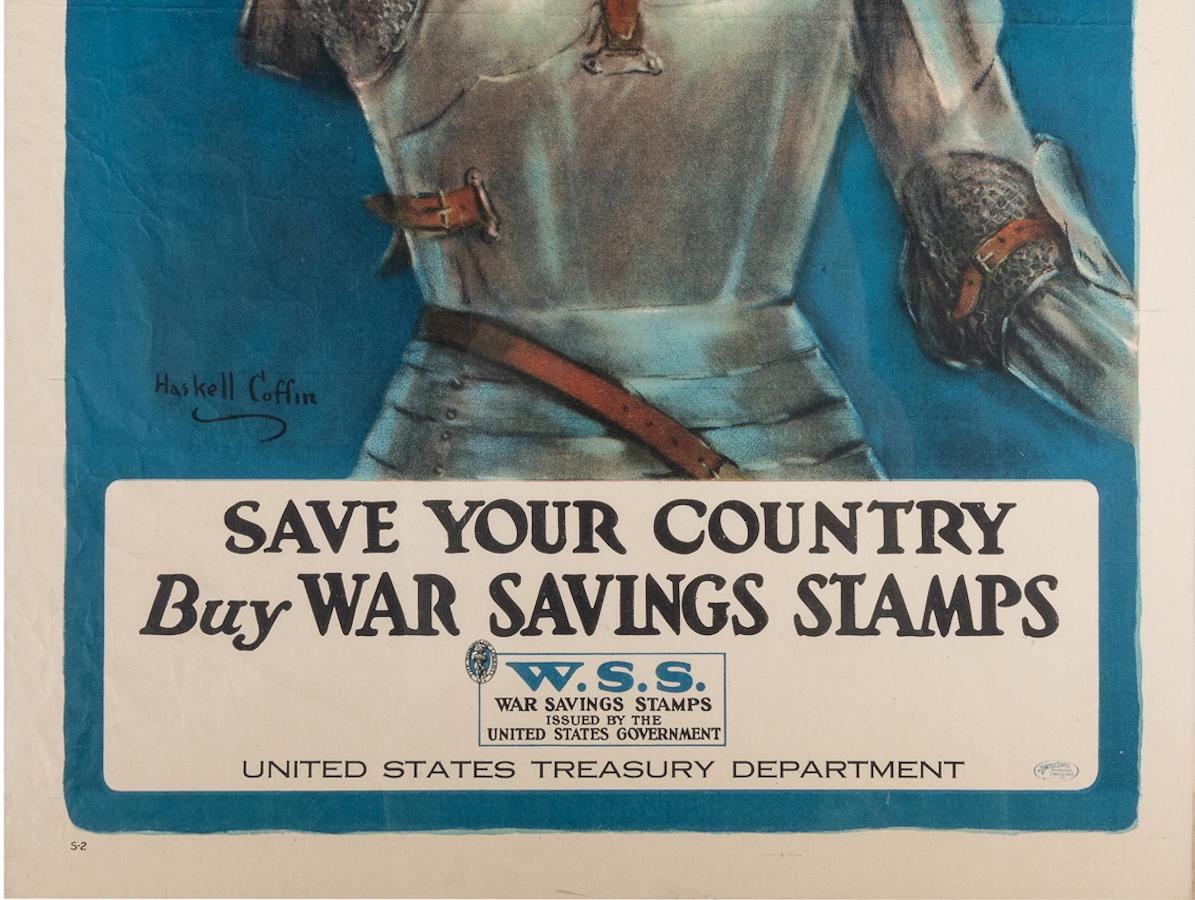 Haskell Coffin
SAVE YOUR COUNTRY
Buy WAR SAVINGS STAMPS
W.S.S.
WAR SAVINGS STAMPS
ISSUED BY THE
UNITED STATES GOVERNMENT
UNITED STATES TREASURY DEPARTMENT
S-2